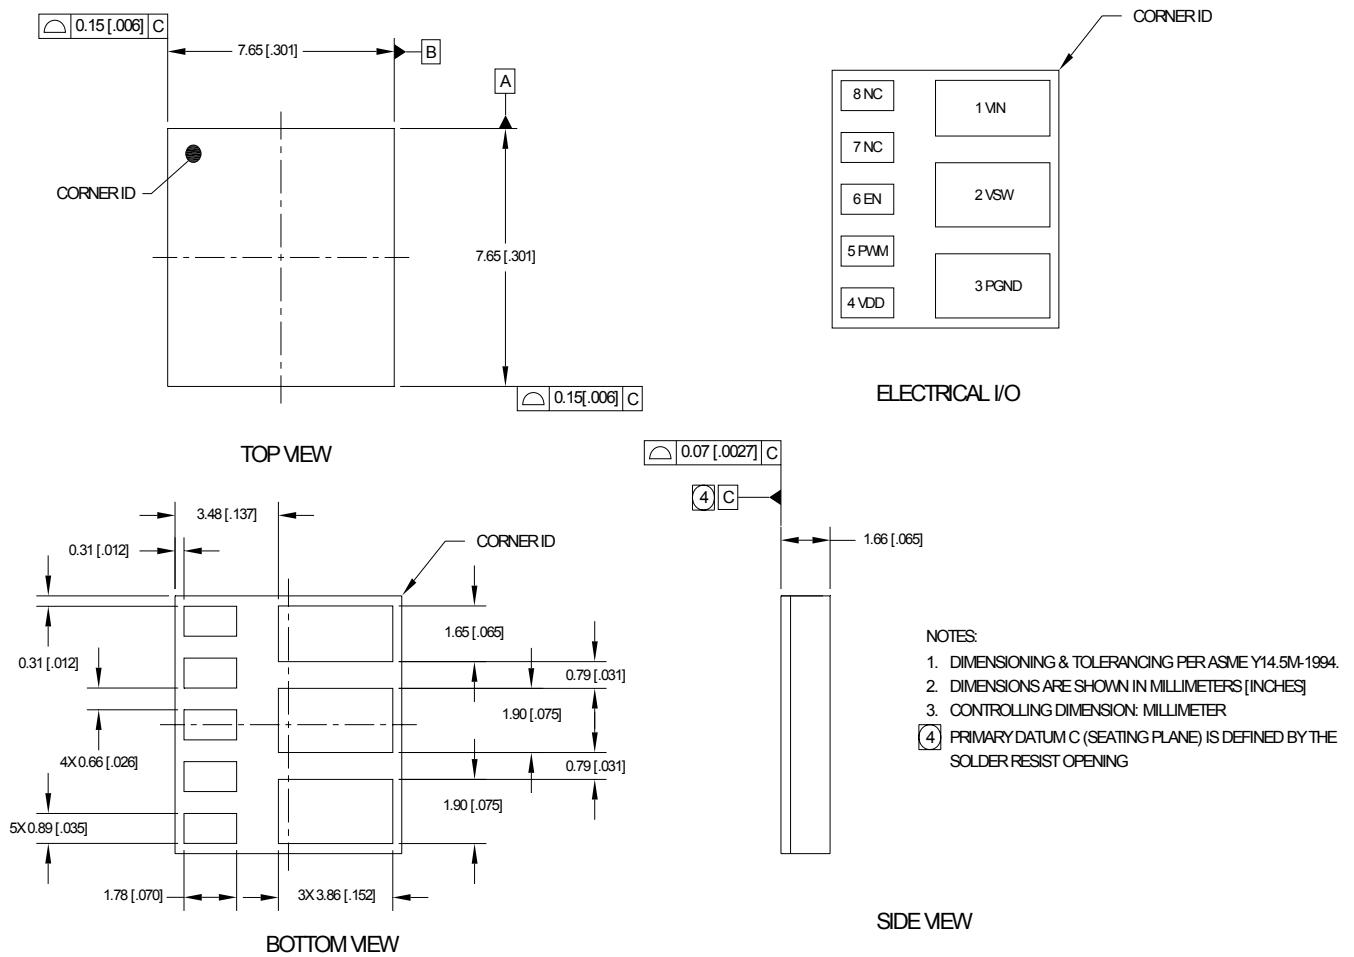 0.15 [.006] C
7.65 [.301]
B
A
CORNER ID
7.65 [.301]
0.15[.006] C
TOP VIEW
CORNER ID
8 NC
1 VIN
7 NC
6 EN
2 VSW
5 PWM
4 VDD
3 PGND
ELECTRICAL I/O
3.48 [.137]
0.31 [.012]
CORNER ID
1.65 [.065]
0.31 [.012]
0.79 [.031]
1.90 [.075]
4X 0.66 [.026]
0.79 [.031]
1.90 [.075]
5X 0.89 [.035]
1.78 [.070]
3X 3.86 [.152]
BOTTOM VIEW
0.07 [.0027] C
4 C
1.66 [.065]
SIDE VIEW
NOTES:
1. DIMENSIONING & TOLERANCING PER ASME Y14.5M-1994.
2. DIMENSIONS ARE SHOWN IN MILLIMETERS [INCHES]
3. CONTROLLING DIMENSION: MILLIMETER
4 PRIMARY DATUM C (SEATING PLANE) IS DEFINED BY THE
SOLDER RESIST OPENING